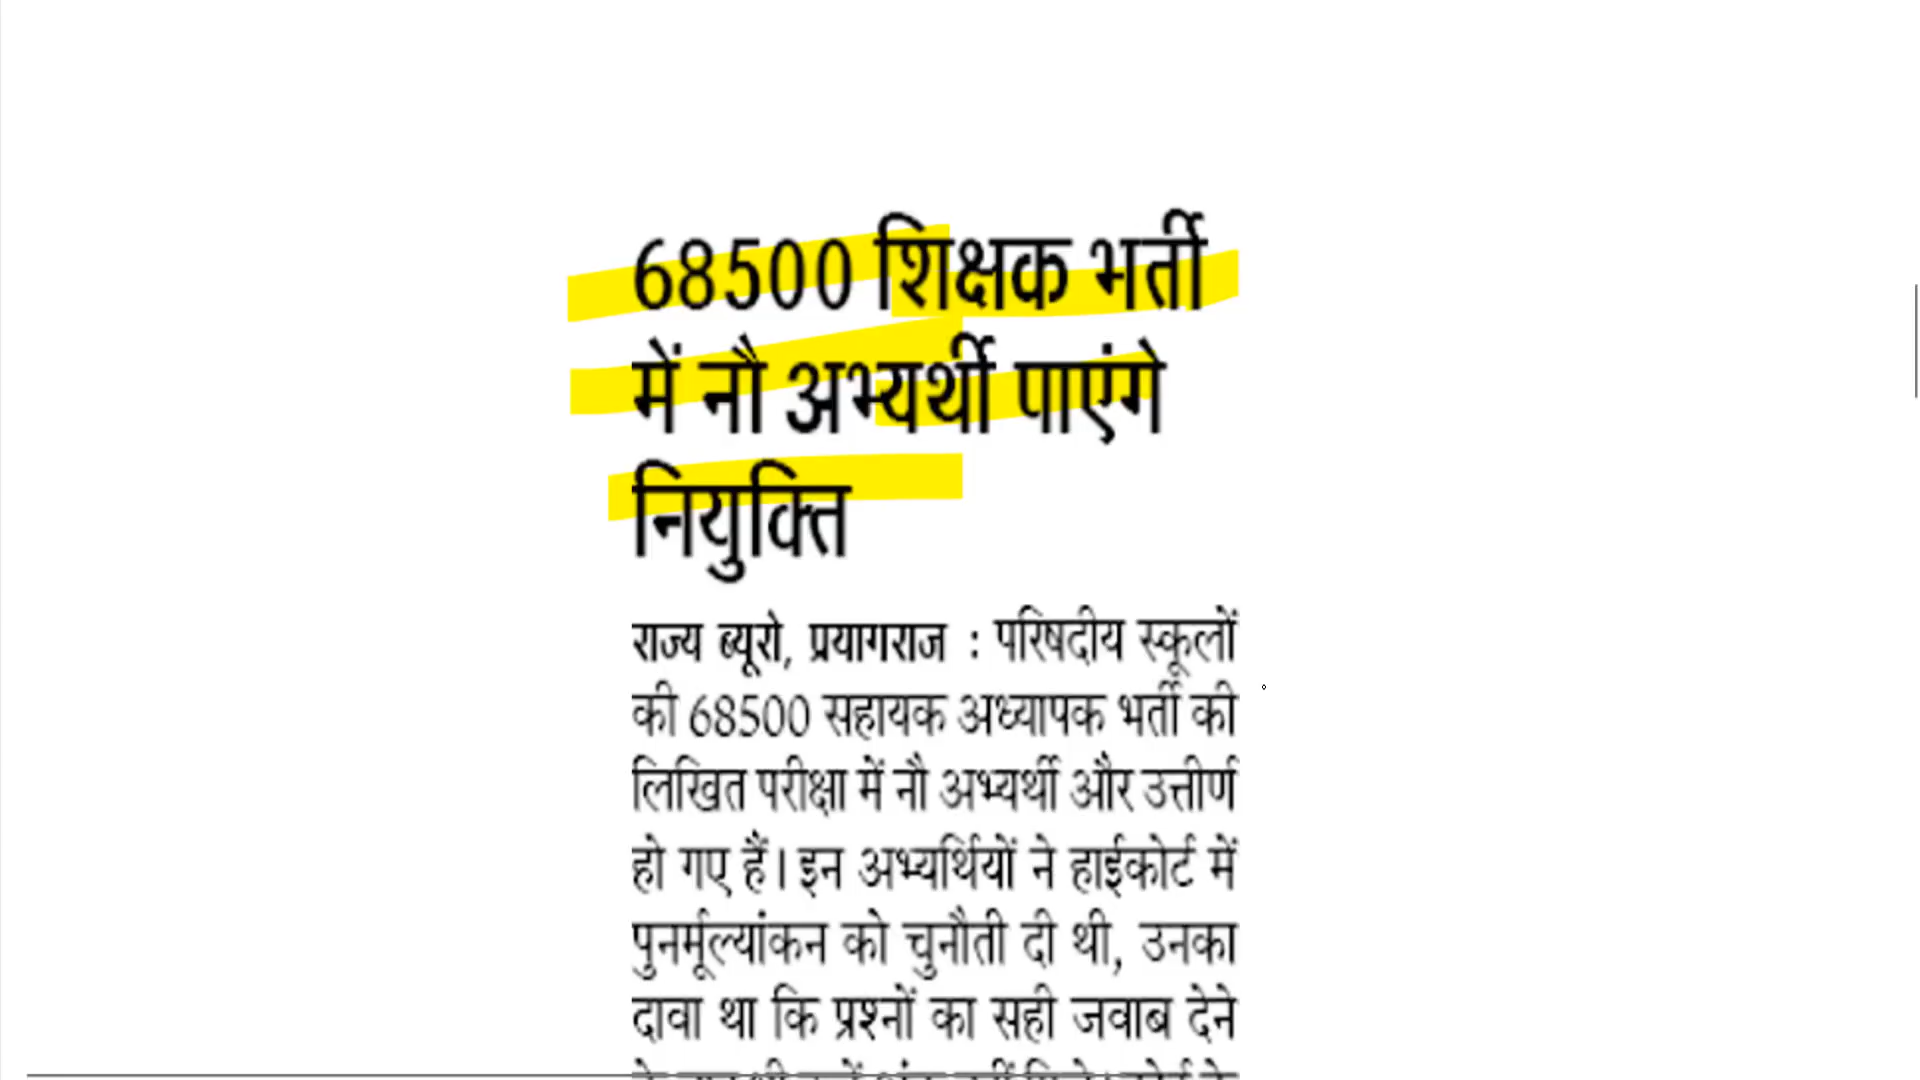 68500 शिक्षक भर्ती
में नौ अभ्यर्थी पाएंगे
नियुक्ति
राज्य ब्यूरो, प्रयागराज : परिषदीय स्कूलों
की 68500 सहायक अध्यापक भर्ती की
लिखित परीक्षा में नौ अभ्यर्थी और उत्तीर्ण
हो गए हैं। इन अभ्यर्थियों ने हाईकोर्ट में
पुनर्मूल्यांकन को चुनौती दी थी, उनका
दावा था कि प्रश्नों का सही जवाब देने